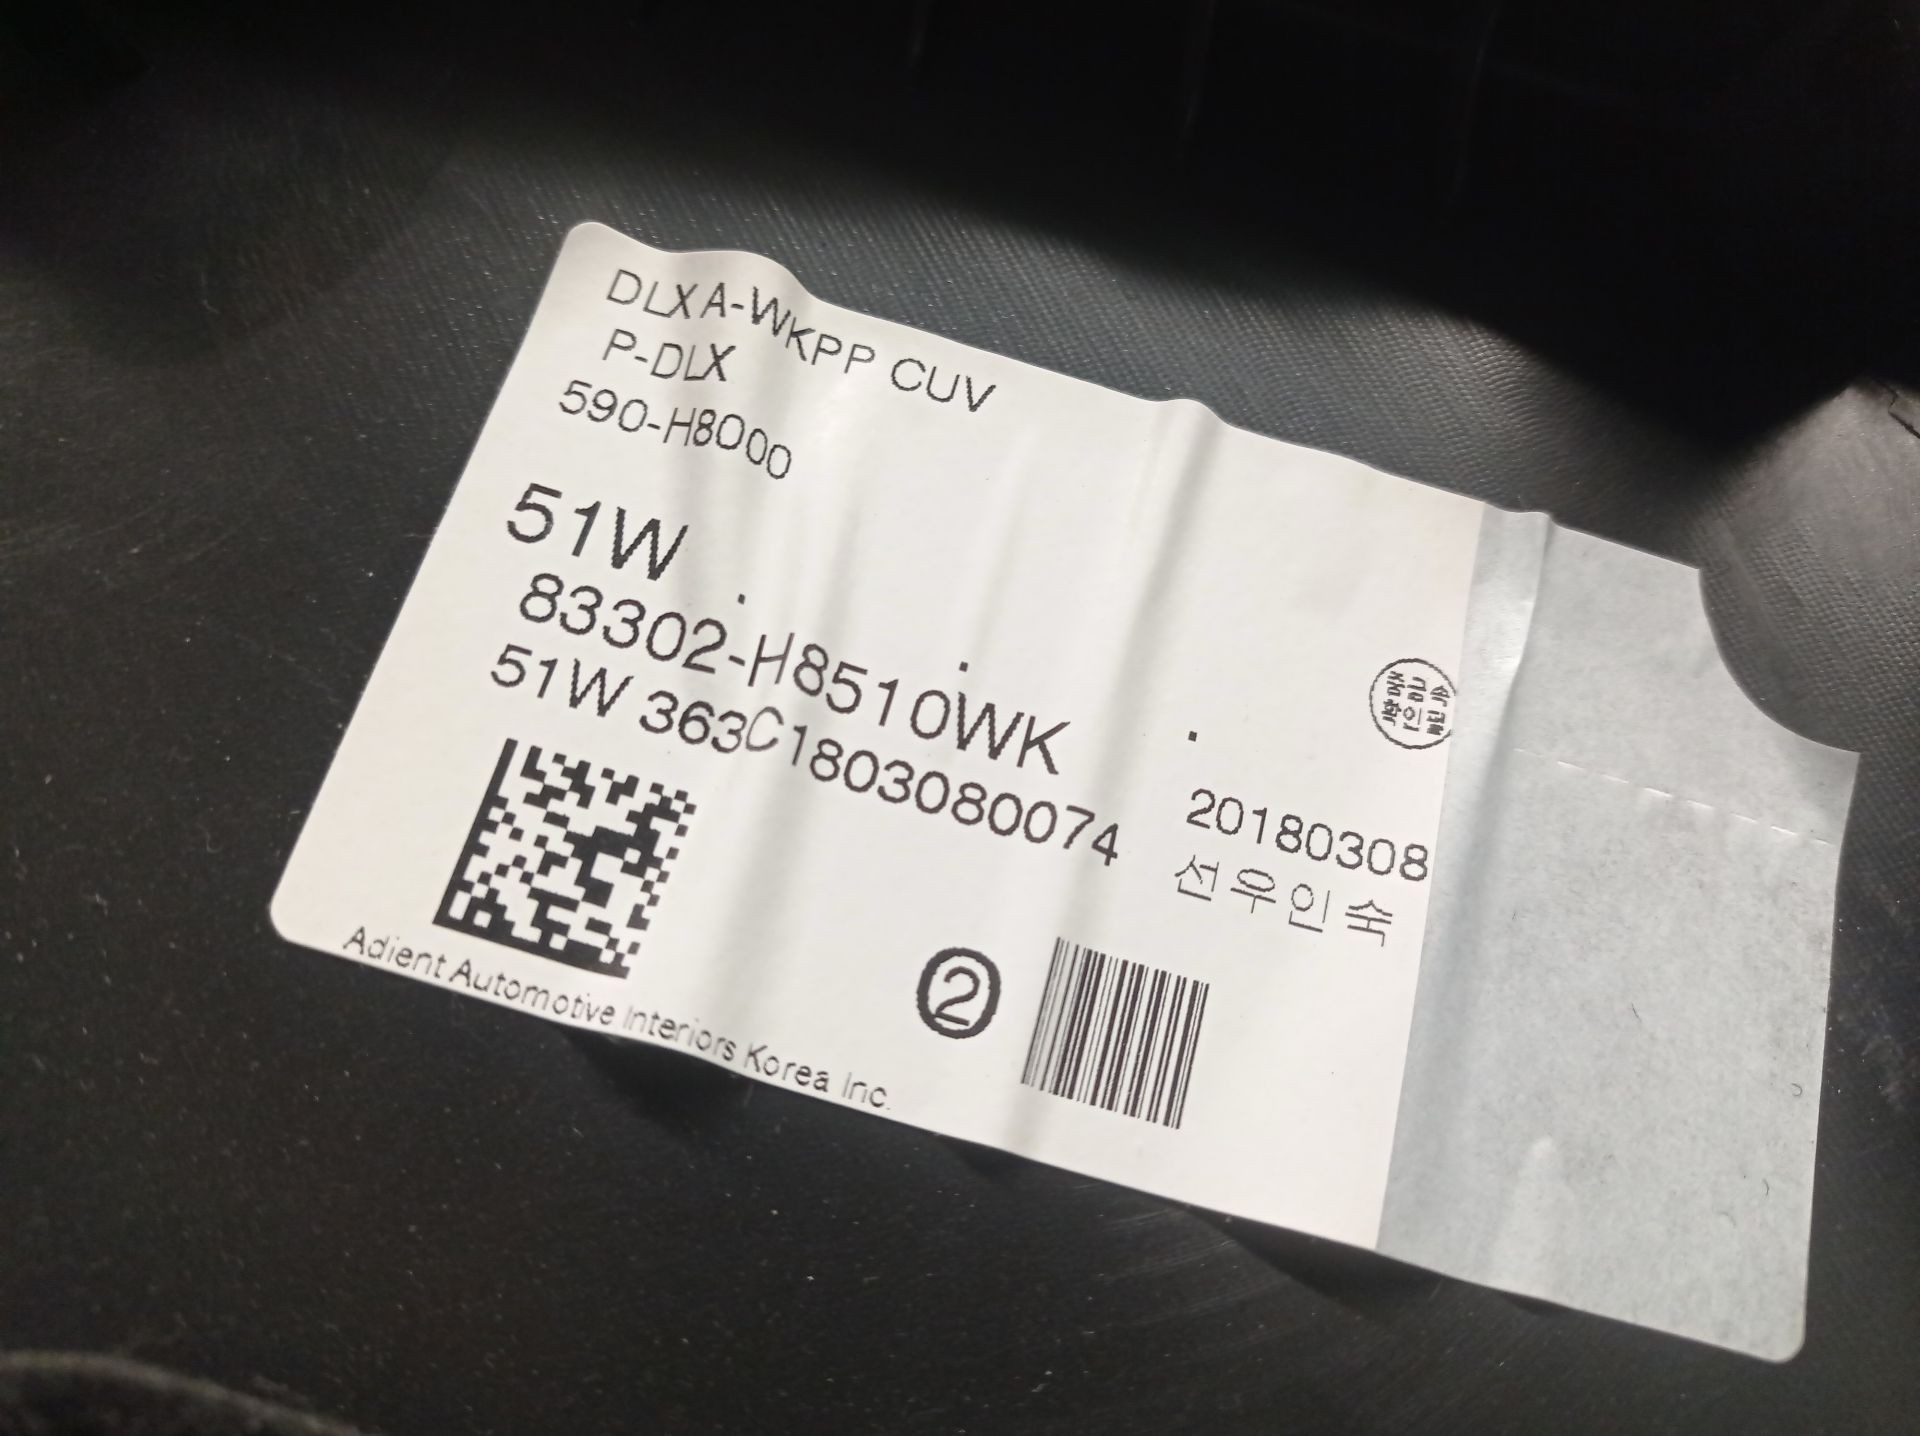 DLX A-WKPP CUV
P-DLX
590-H8000
51W
83302-H8510WK
51W 363C1803080074
20180308
선우인숙
②
Adient Automotive Interiors Korea Inc.